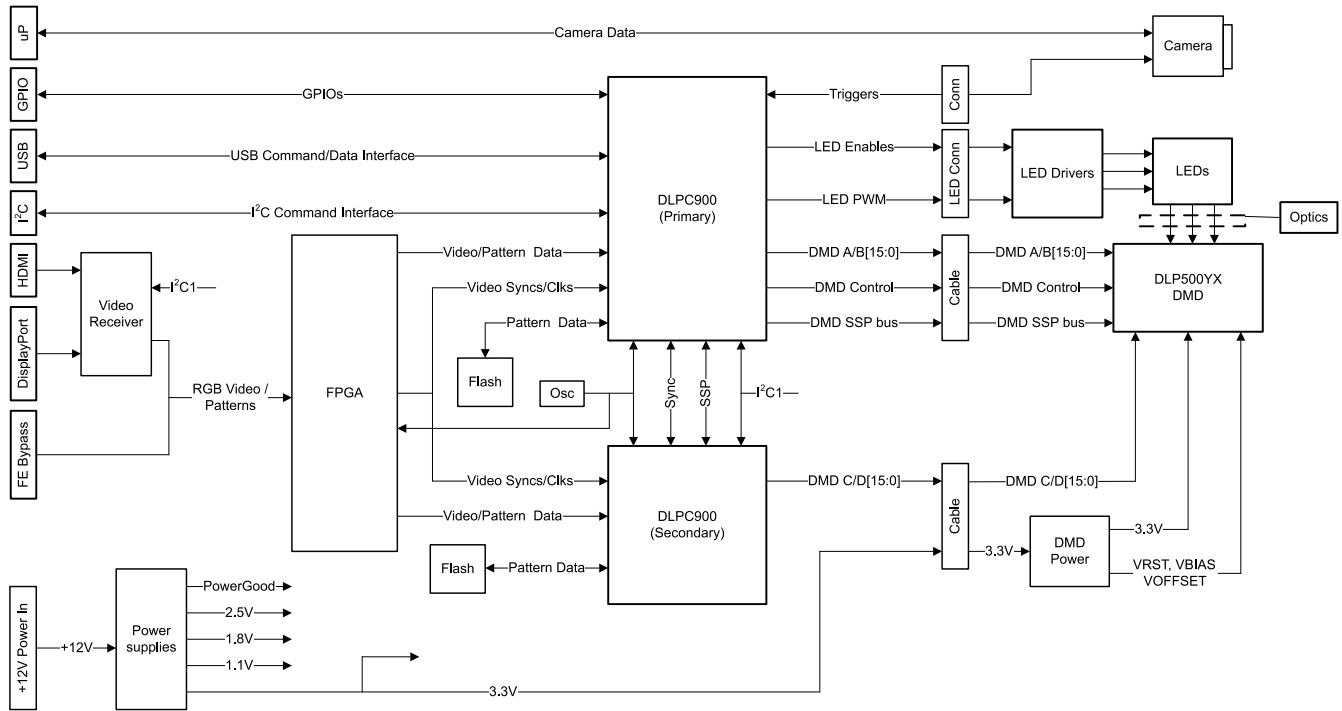 uP
Camera Data
Camera
GPIO
GPIOs
Triggers
Conn
USB
USB Command/Data Interface
LED Enables
LED Conn
LED Drivers
LEDs
I²C
I²C Command Interface
DLPC900
(Primary)
LED PWM
Optics
HDMI
Video/Pattern Data
DMD A/B[15:0]
Cable
DMD A/B[15:0]
I²C1
Video
Receiver
Video Syncs/Clks
DMD Control
DMD Control
DLP500YX
DMD
DisplayPort
Pattern Data
DMD SSP bus
DMD SSP bus
Flash
RGB Video /
Patterns
FPGA
Osc
Sync
SSP
I²C1
FE Bypass
Video Syncs/Clks
DMD C/D[15:0]
Cable
DMD C/D[15:0]
Video/Pattern Data
DLPC900
(Secondary)
3.3V
DMD
Power
3.3V
Flash
Pattern Data
VRST, VBIAS
VOFFSET
+12V Power In
+12V
Power
supplies
PowerGood
2.5V
1.8V
1.1V
3.3V